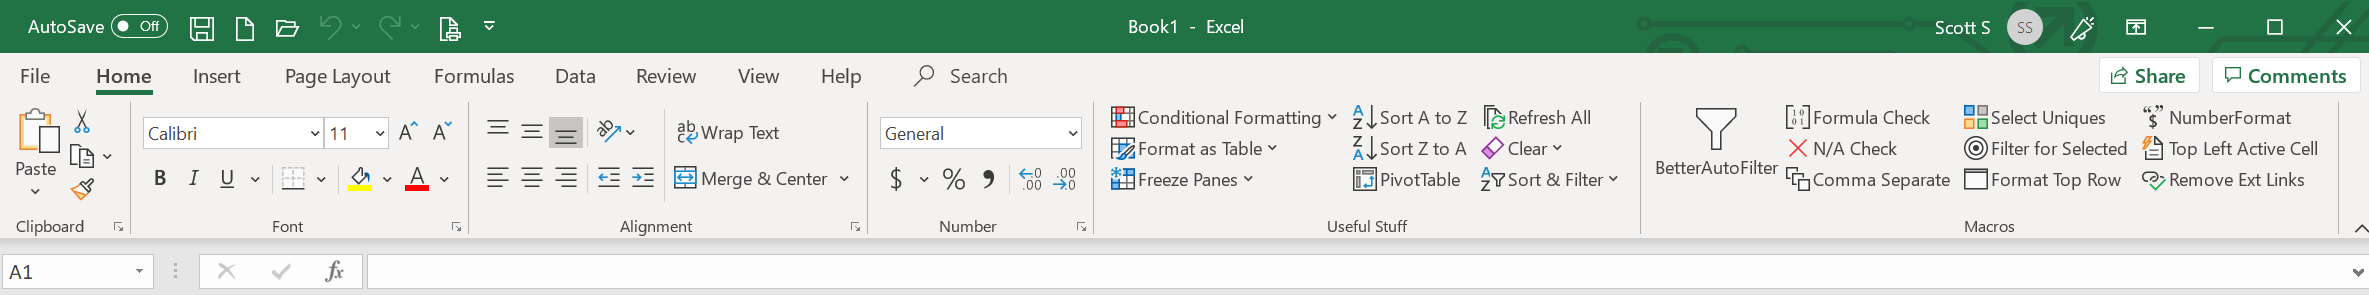 AutoSave Off
Book1 - Excel
Scott S SS
File Home Insert Page Layout Formulas Data Review View Help Search Share Comments
Paste
Clipboard
Calibri 11
B I U
Font
ab Wrap Text
Merge & Center
Alignment
General
$ % , .00 .00
Number
Conditional Formatting
Format as Table
Freeze Panes
Sort A to Z
Sort Z to A
PivotTable
Refresh All
Clear
Sort & Filter
Useful Stuff
BetterAutoFilter
Formula Check
N/A Check
Comma Separate
Select Uniques
Filter for Selected
Format Top Row
NumberFormat
Top Left Active Cell
Remove Ext Links
Macros
A1 fx